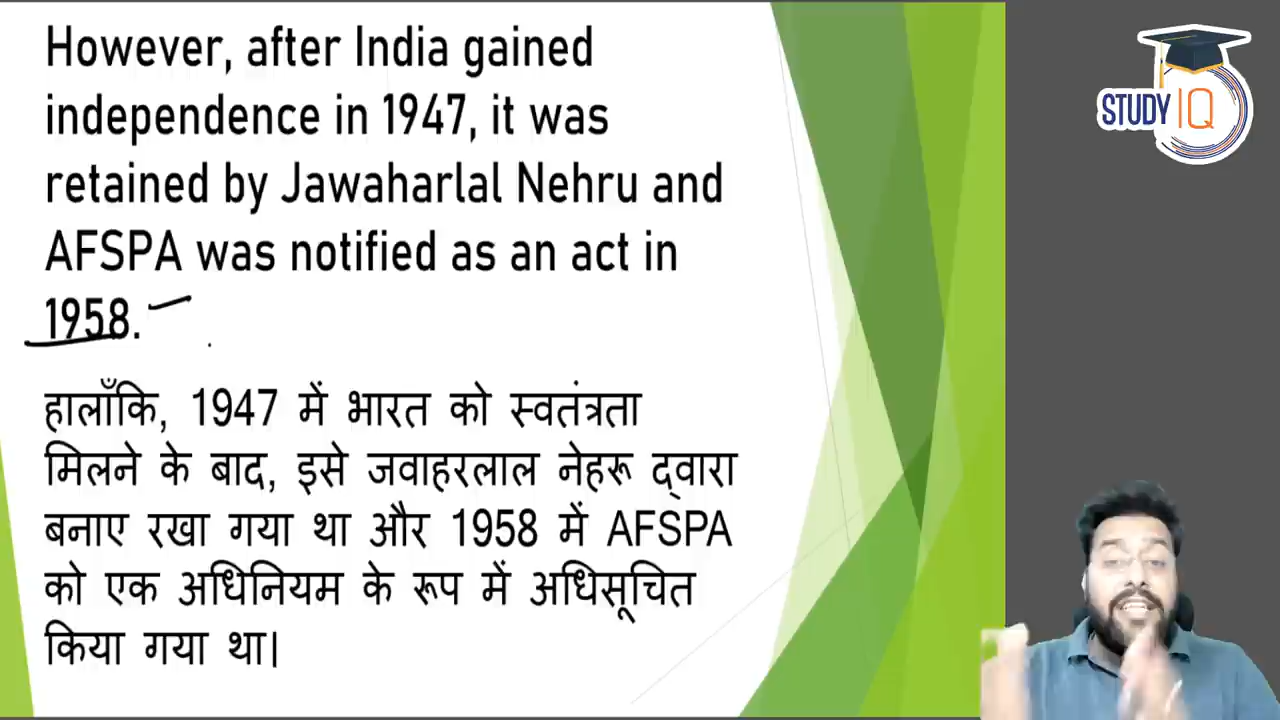 However, after India gained
independence in 1947, it was
retained by Jawaharlal Nehru and
AFSPA was notified as an act in
1958.
हालाँकि, 1947 में भारत को स्वतंत्रता
मिलने के बाद, इसे जवाहरलाल नेहरू द्वारा
बनाए रखा गया था और 1958 में AFSPA
को एक अधिनियम के रूप में अधिसूचित
किया गया था।
STUDY IQ